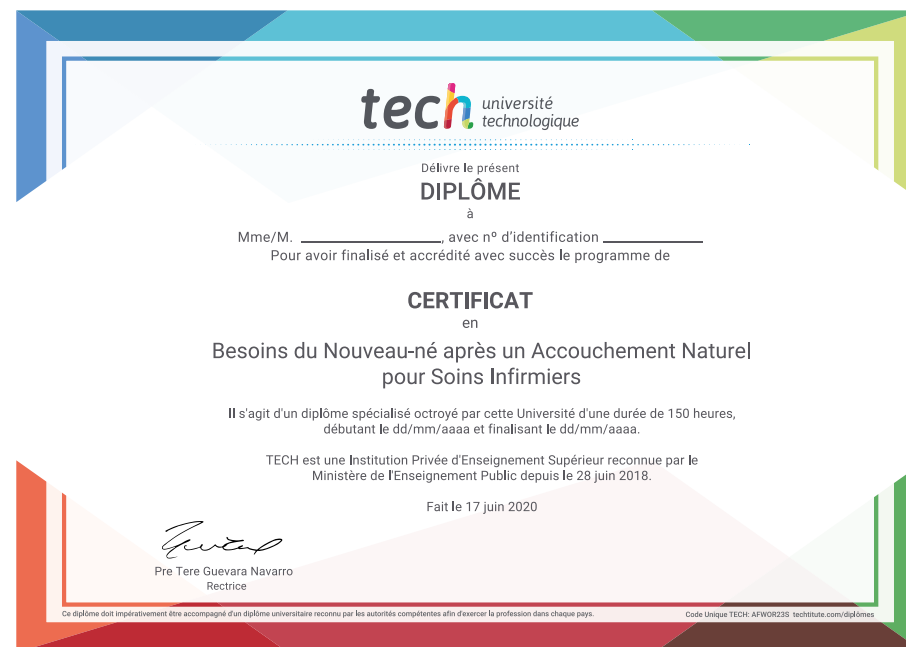 tech université
technologique
Délivre le présent
DIPLÔME
à
Mme/M. ____________________, avec nº d'identification ______________
Pour avoir finalisé et accrédité avec succès le programme de
CERTIFICAT
en
Besoins du Nouveau-né après un Accouchement Naturel
pour Soins Infirmiers
Il s'agit d'un diplôme spécialisé octroyé par cette Université d'une durée de 150 heures,
débutant le dd/mm/aaaa et finalisant le dd/mm/aaaa.
TECH est une Institution Privée d'Enseignement Supérieur reconnue par le
Ministère de l'Enseignement Public depuis le 28 juin 2018.
Fait le 17 juin 2020
Pre Tere Guevara Navarro
Rectrice
Ce diplôme doit impérativement être accompagné d'un diplôme universitaire reconnu par les autorités compétentes afin d'exercer la profession dans chaque pays. Code Unique TECH: AFWOR23S techtitute.com/diplômes